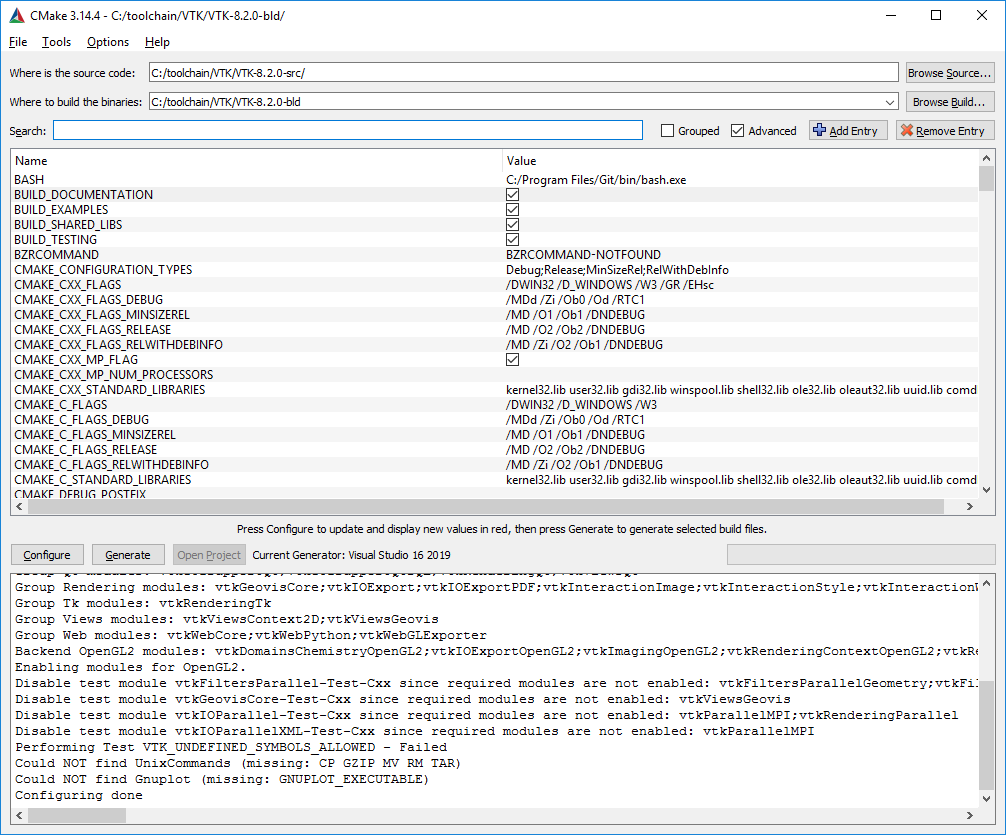 CMake 3.14.4 - C:/toolchain/VTK/VTK-8.2.0-bld/
File Tools Options Help
Where is the source code: C:/toolchain/VTK/VTK-8.2.0-src/ Browse Source...
Where to build the binaries: C:/toolchain/VTK/VTK-8.2.0-bld Browse Build...
Search: Grouped Advanced Add Entry Remove Entry
Name Value
BASH C:/Program Files/Git/bin/bash.exe
BUILD_DOCUMENTATION
BUILD_EXAMPLES
BUILD_SHARED_LIBS
BUILD_TESTING
BZRCOMMAND BZRCOMMAND-NOTFOUND
CMAKE_CONFIGURATION_TYPES Debug;Release;MinSizeRel;RelWithDebInfo
CMAKE_CXX_FLAGS /DWIN32 /D_WINDOWS /W3 /GR /EHsc
CMAKE_CXX_FLAGS_DEBUG /MDd /Zi /Ob0 /Od /RTC1
CMAKE_CXX_FLAGS_MINSIZEREL /MD /O1 /Ob1 /DNDEBUG
CMAKE_CXX_FLAGS_RELEASE /MD /O2 /Ob2 /DNDEBUG
CMAKE_CXX_FLAGS_RELWITHDEBINFO /MD /Zi /O2 /Ob1 /DNDEBUG
CMAKE_CXX_MP_FLAG
CMAKE_CXX_MP_NUM_PROCESSORS
CMAKE_CXX_STANDARD_LIBRARIES kernel32.lib user32.lib gdi32.lib winspool.lib shell32.lib ole32.lib oleaut32.lib uuid.lib comd
CMAKE_C_FLAGS /DWIN32 /D_WINDOWS /W3
CMAKE_C_FLAGS_DEBUG /MDd /Zi /Ob0 /Od /RTC1
CMAKE_C_FLAGS_MINSIZEREL /MD /O1 /Ob1 /DNDEBUG
CMAKE_C_FLAGS_RELEASE /MD /O2 /Ob2 /DNDEBUG
CMAKE_C_FLAGS_RELWITHDEBINFO /MD /Zi /O2 /Ob1 /DNDEBUG
CMAKE_C_STANDARD_LIBRARIES kernel32.lib user32.lib gdi32.lib winspool.lib shell32.lib ole32.lib oleaut32.lib uuid.lib comd
CMAKE_DEBUG_POSTFIX
Press Configure to update and display new values in red, then press Generate to generate selected build files.
Configure Generate Open Project Current Generator: Visual Studio 16 2019
Group Rendering modules: vtkGeovisCore;vtkIOExport;vtkIOExportPDF;vtkInteractionImage;vtkInteractionStyle;vtkInteractionW
Group Tk modules: vtkRenderingTk
Group Views modules: vtkViewsContext2D;vtkViewsGeovis
Group Web modules: vtkWebCore;vtkWebPython;vtkWebGLExporter
Backend OpenGL2 modules: vtkDomainsChemistryOpenGL2;vtkIOExportOpenGL2;vtkImagingOpenGL2;vtkRenderingContextOpenGL2;vtkRe
Enabling modules for OpenGL2.
Disable test module vtkFiltersParallel-Test-Cxx since required modules are not enabled: vtkFiltersParallelGeometry;vtkFil
Disable test module vtkGeovisCore-Test-Cxx since required modules are not enabled: vtkViewsGeovis
Disable test module vtkIOParallel-Test-Cxx since required modules are not enabled: vtkParallelMPI;vtkRenderingParallel
Disable test module vtkIOParallelXML-Test-Cxx since required modules are not enabled: vtkParallelMPI
Performing Test VTK_UNDEFINED_SYMBOLS_ALLOWED - Failed
Could NOT find UnixCommands (missing: CP GZIP MV RM TAR)
Could NOT find Gnuplot (missing: GNUPLOT_EXECUTABLE)
Configuring done